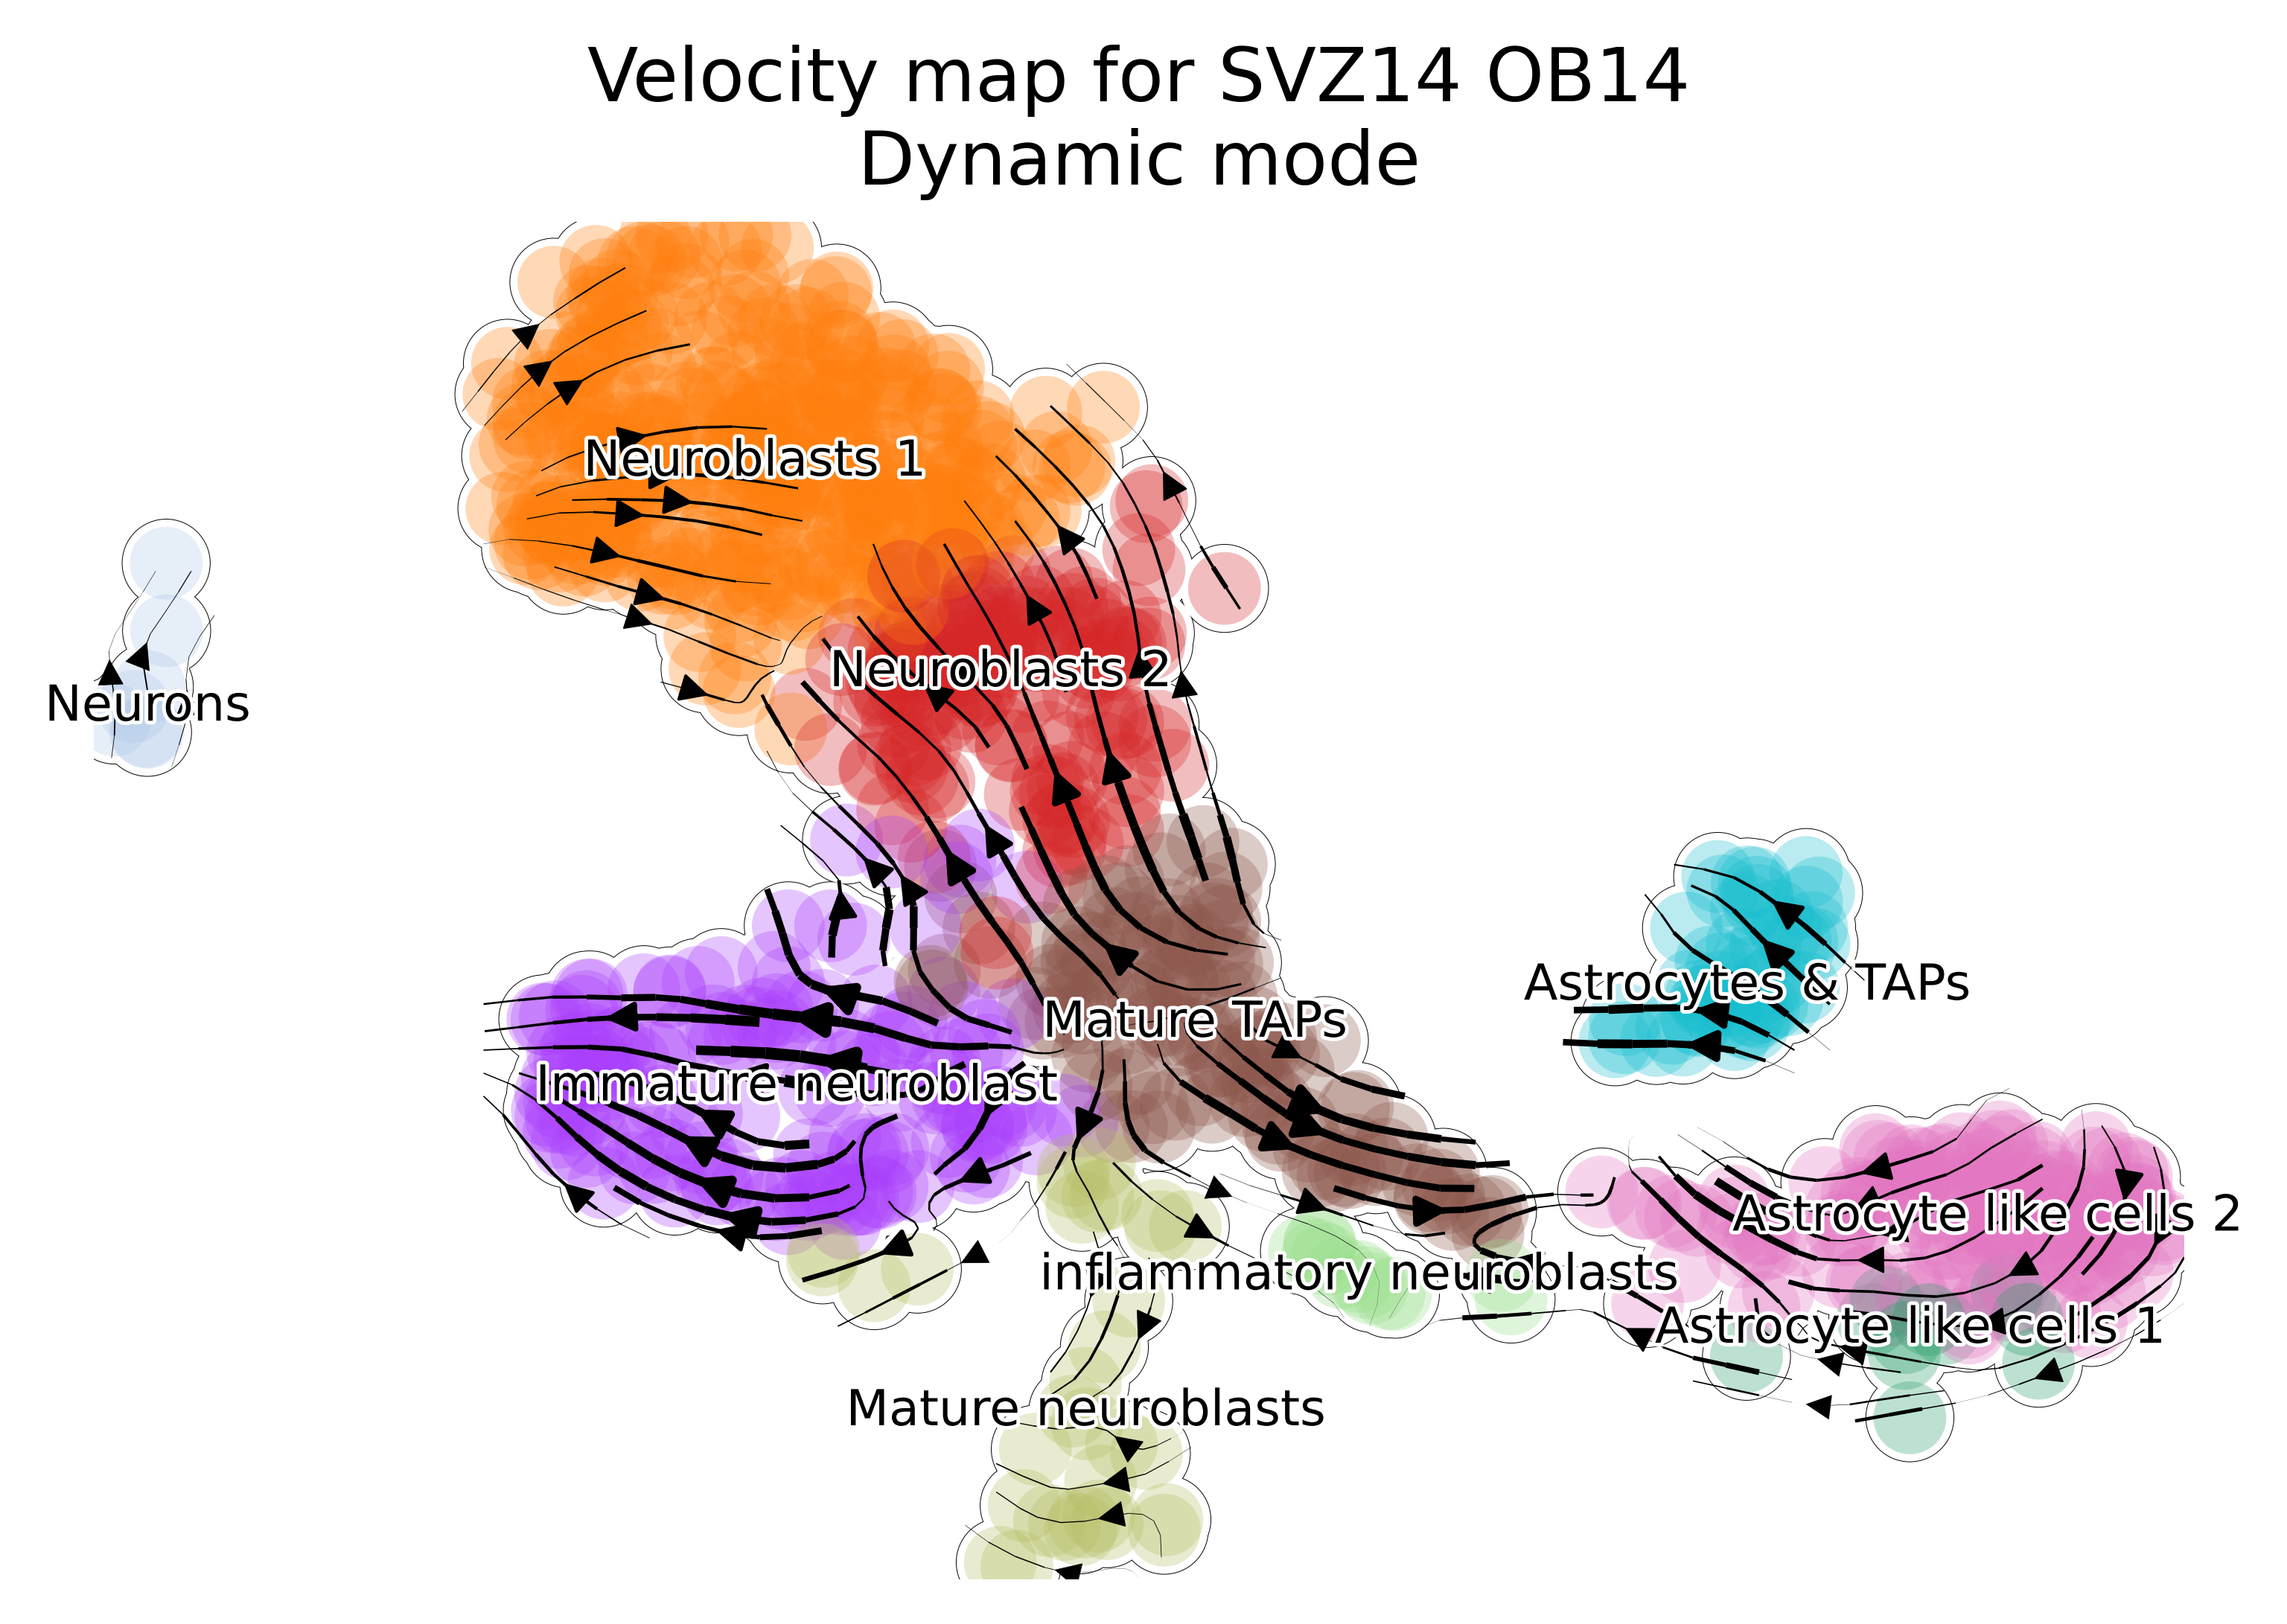 Velocity map for SVZ14 OB14
Dynamic mode
Neuroblasts 1
Neuroblasts 2
Neurons
Astrocytes & TAPs
Mature TAPs
Immature neuroblast
Astrocyte like cells 2
inflammatory neuroblasts
Astrocyte like cells 1
Mature neuroblasts